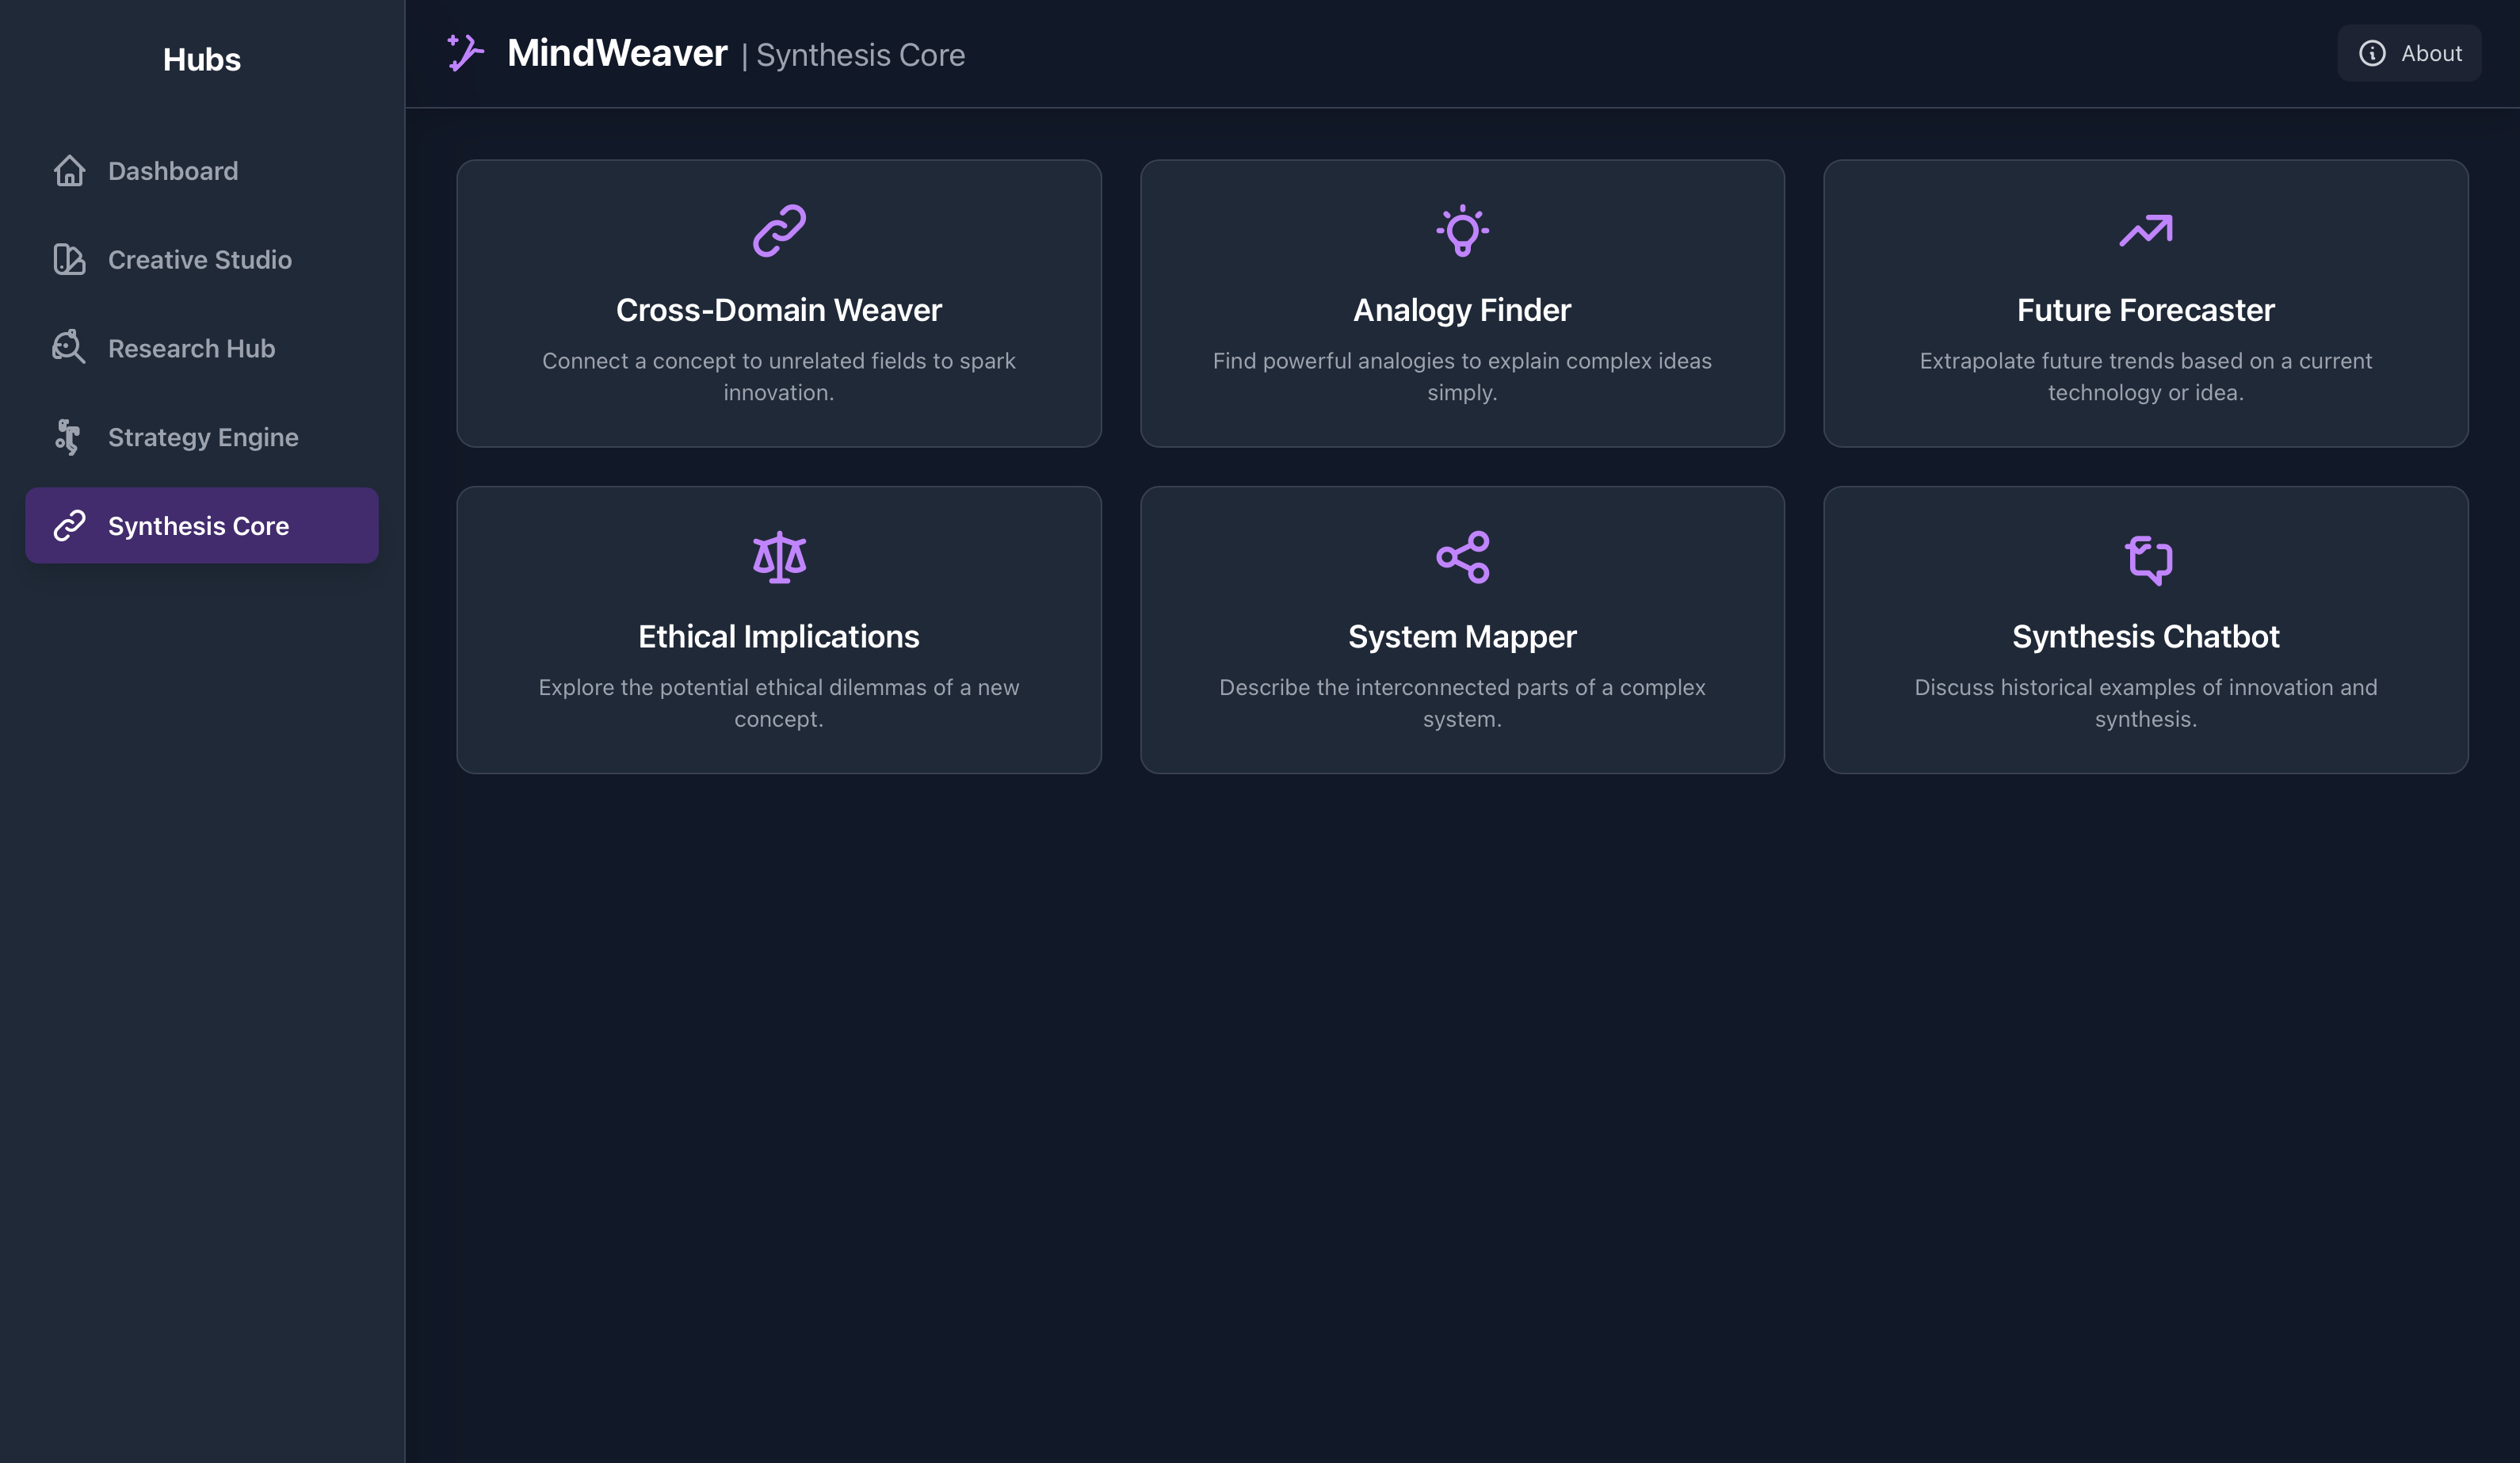 Hubs
Dashboard
Creative Studio
Research Hub
Strategy Engine
Synthesis Core
MindWeaver | Synthesis Core
About
Cross-Domain Weaver
Connect a concept to unrelated fields to spark
innovation.
Analogy Finder
Find powerful analogies to explain complex ideas
simply.
Future Forecaster
Extrapolate future trends based on a current
technology or idea.
Ethical Implications
Explore the potential ethical dilemmas of a new
concept.
System Mapper
Describe the interconnected parts of a complex
system.
Synthesis Chatbot
Discuss historical examples of innovation and
synthesis.